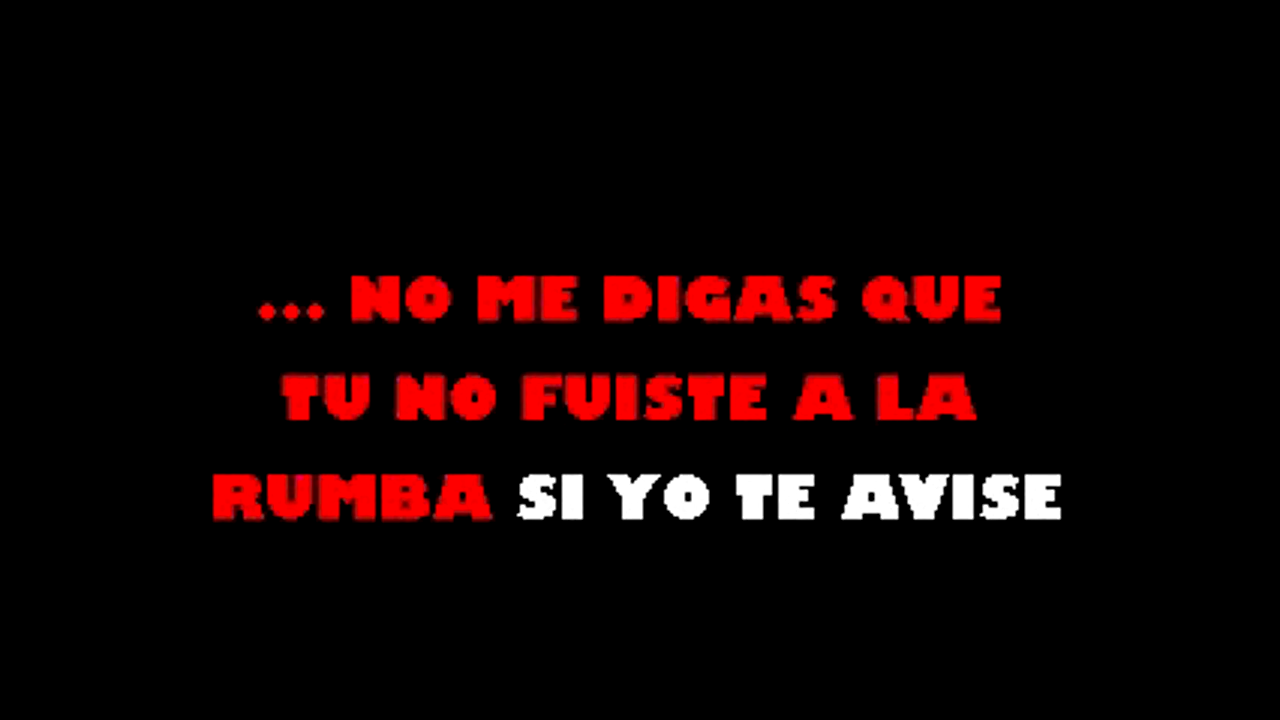 ... NO ME DIGAS QUE
TU NO FUISTE A LA
RUMBA SI YO TE AVISE